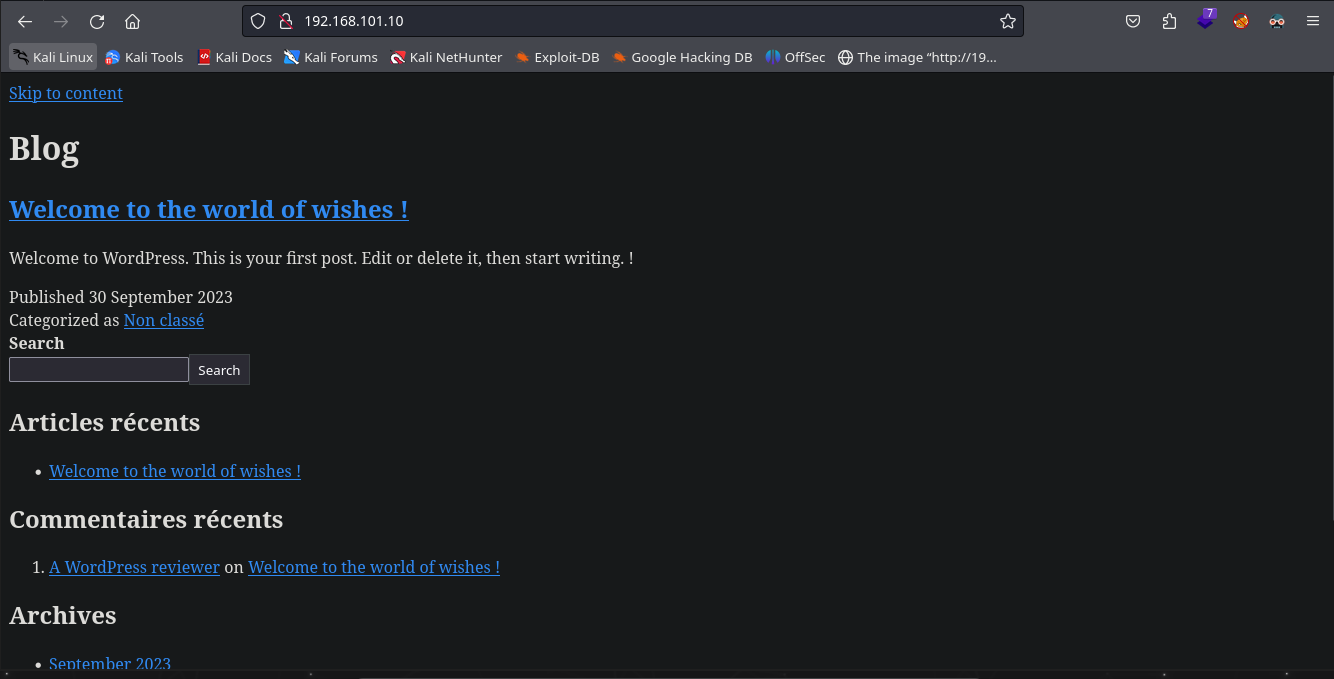 192.168.101.10
7
Kali Linux Kali Tools Kali Docs Kali Forums Kali NetHunter Exploit-DB Google Hacking DB OffSec The image “http://19...
Skip to content
Blog
Welcome to the world of wishes !
Welcome to WordPress. This is your first post. Edit or delete it, then start writing. !
Published 30 September 2023
Categorized as Non classé
Search
Search
Articles récents
• Welcome to the world of wishes !
Commentaires récents
1. A WordPress reviewer on Welcome to the world of wishes !
Archives
• September 2023